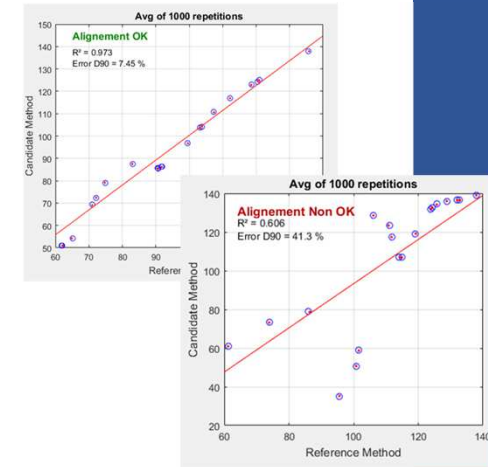 Avg of 1000 repetitions
Alignement OK
R² = 0.973
Error D90 = 7.45 %
Candidate Method
150
140
130
120
110
100
90
80
70
60
50
60 70 80 90
Avg of 1000 repetitions
Alignement Non OK
R² = 0.606
Error D90 = 41.3 %
Candidate Method
140
120
100
80
60
40
20
60 80 100 120 140
Reference Method